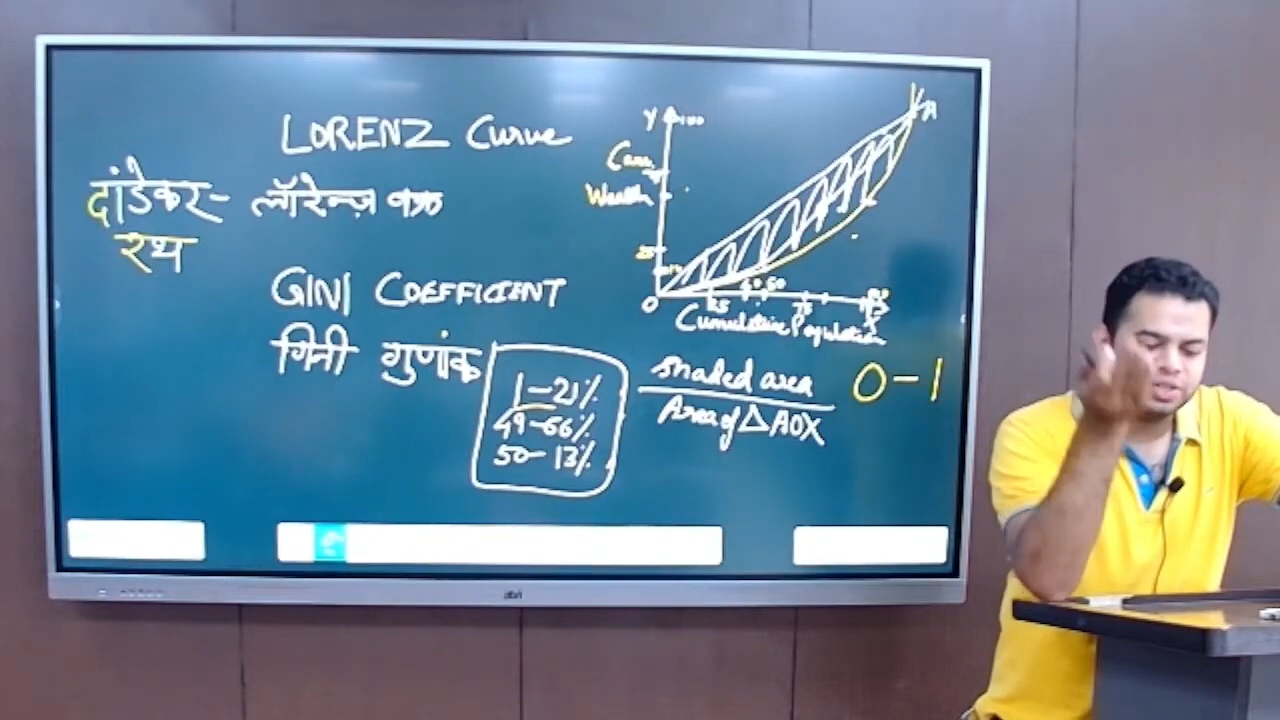 LORENZ Curve
दांडेकर - लॉरेन्ज़ वक्र
रथ
GINI COEFFICIENT
गिनी गुणांक
1-21%
49-66%
50-13%
Y 100
A
Wealth
O
75
X
Cumulative Population
shaded area
Area of △AOX
0-1